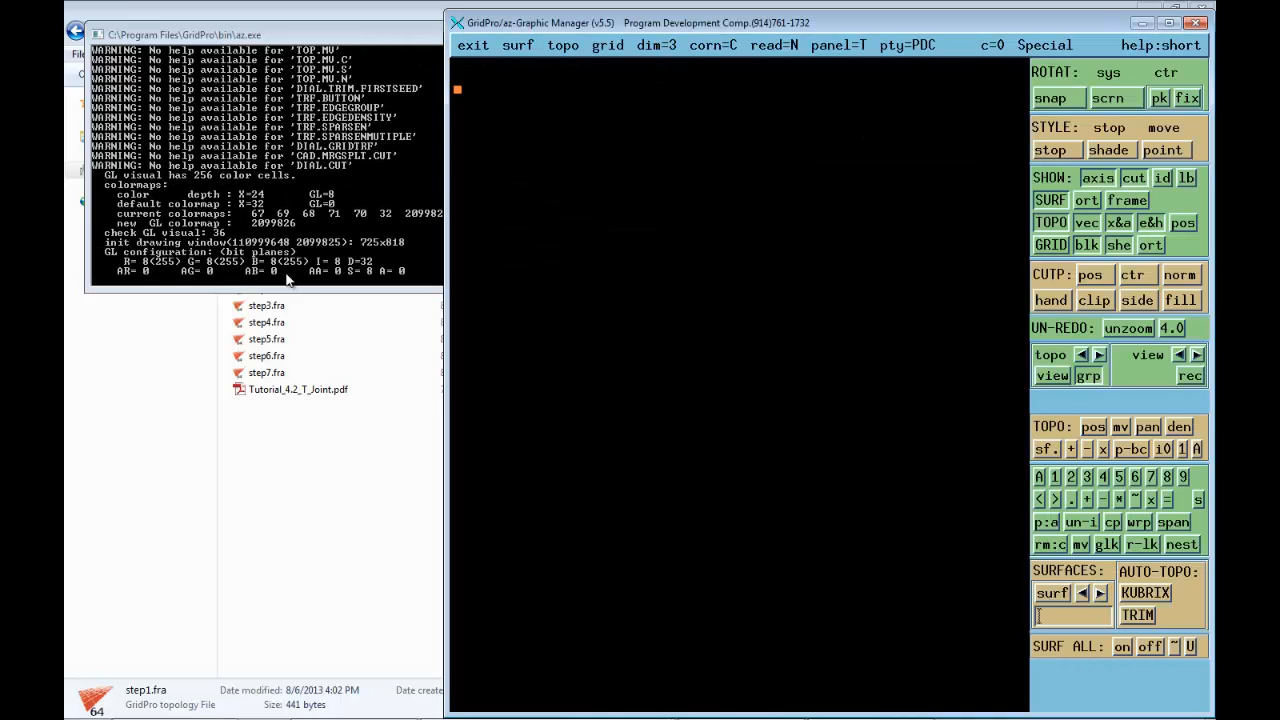 C:\Program Files\GridPro\bin\az.exe
WARNING: No help available for 'TOP.MV'
WARNING: No help available for 'TOP.MV.C'
WARNING: No help available for 'TOP.MV.S'
WARNING: No help available for 'TOP.MV.N'
WARNING: No help available for 'DIAL.TRIM.FIRSTSEED'
WARNING: No help available for 'TRF.BUTTON'
WARNING: No help available for 'TRF.EDGEGROUP'
WARNING: No help available for 'TRF.EDGEDENSITY'
WARNING: No help available for 'TRF.SPARSEN'
WARNING: No help available for 'TRF.SPARSENMUTIPLE'
WARNING: No help available for 'DIAL.GRIDTRF'
WARNING: No help available for 'CAD.MRGSPLT.CUT'
WARNING: No help available for 'DIAL.CUT'
GL visual has 256 color cells.
colormaps:
color depth : X=24 GL=8
default colormap : X=32 GL=0
current colormaps: 67 69 68 71 70 32 209982
new GL colormap : 2099826
check GL visual: 36
init drawing window(110999648 2099825): 725x818
GL configuration: (bit planes)
R= 8(255) G= 8(255) B= 8(255) I= 8 D=32
AR= 0 AG= 0 AB= 0 AA= 0 S= 8 A= 0
step3.fra
step4.fra
step5.fra
step6.fra
step7.fra
Tutorial_4.2_T_Joint.pdf
step1.fra Date modified: 8/6/2013 4:02 PM Date create
GridPro topology File Size: 441 bytes
64
GridPro/az-Graphic Manager (v5.5) Program Development Comp.(914)761-1732
exit surf topo grid dim=3 corn=C read=N panel=T pty=PDC c=0 Special help:short
ROTAT: sys ctr
snap scrn pk fix
STYLE: stop move
stop shade point
SHOW: axis cut id lb
SURF ort frame
TOPO vec x&a e&h pos
GRID blk she ort
CUTP: pos ctr norm
hand clip side fill
UN-REDO: unzoom 4.0
topo view
view grp rec
TOPO: pos mv pan den
sf. + - x p-bc i0 1 A
A 1 2 3 4 5 6 7 8 9
< > . + - * ~ x = s
p:a un-i cp wrp span
rm:c mv glk r-lk nest
SURFACES: AUTO-TOPO:
surf KUBRIX
TRIM
SURF ALL: on off ~ U